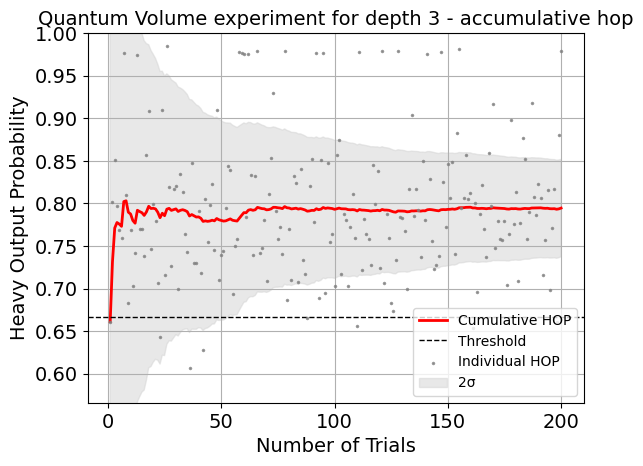 Quantum Volume experiment for depth 3 - accumulative hop
Heavy Output Probability
1.00
0.95
0.90
0.85
0.80
0.75
0.70
0.65
0.60
Cumulative HOP
Threshold
Individual HOP
2σ
0 50 100 150 200
Number of Trials